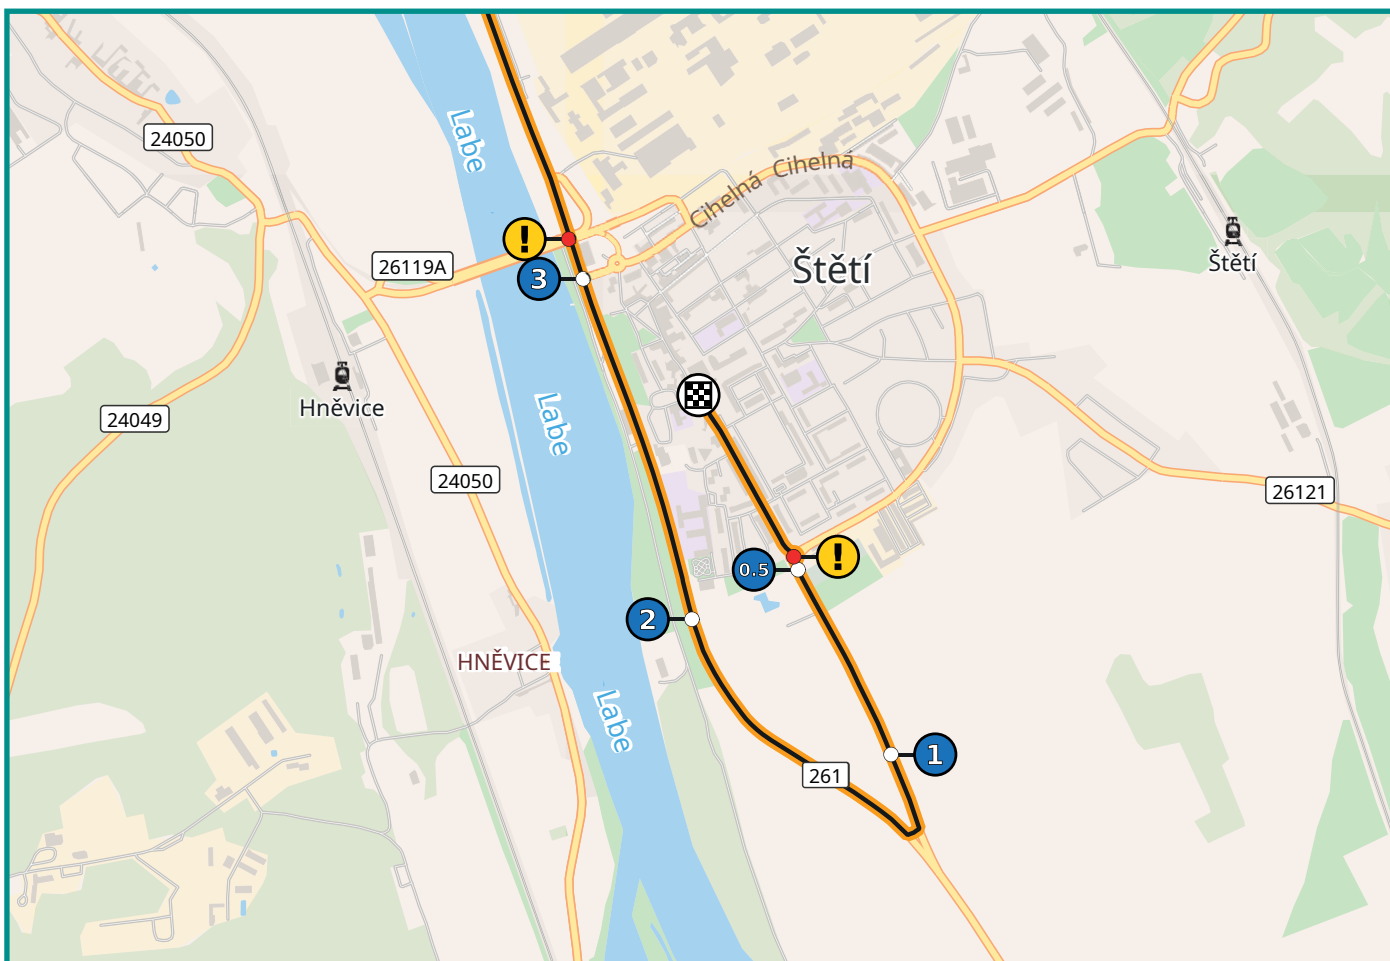 24050
Labe
Cihelná
Cihelná
!
26119A
3
Štětí
Štětí
Hněvice
24049
Labe
24050
26121
!
0.5
2
HNĚVICE
Labe
1
261